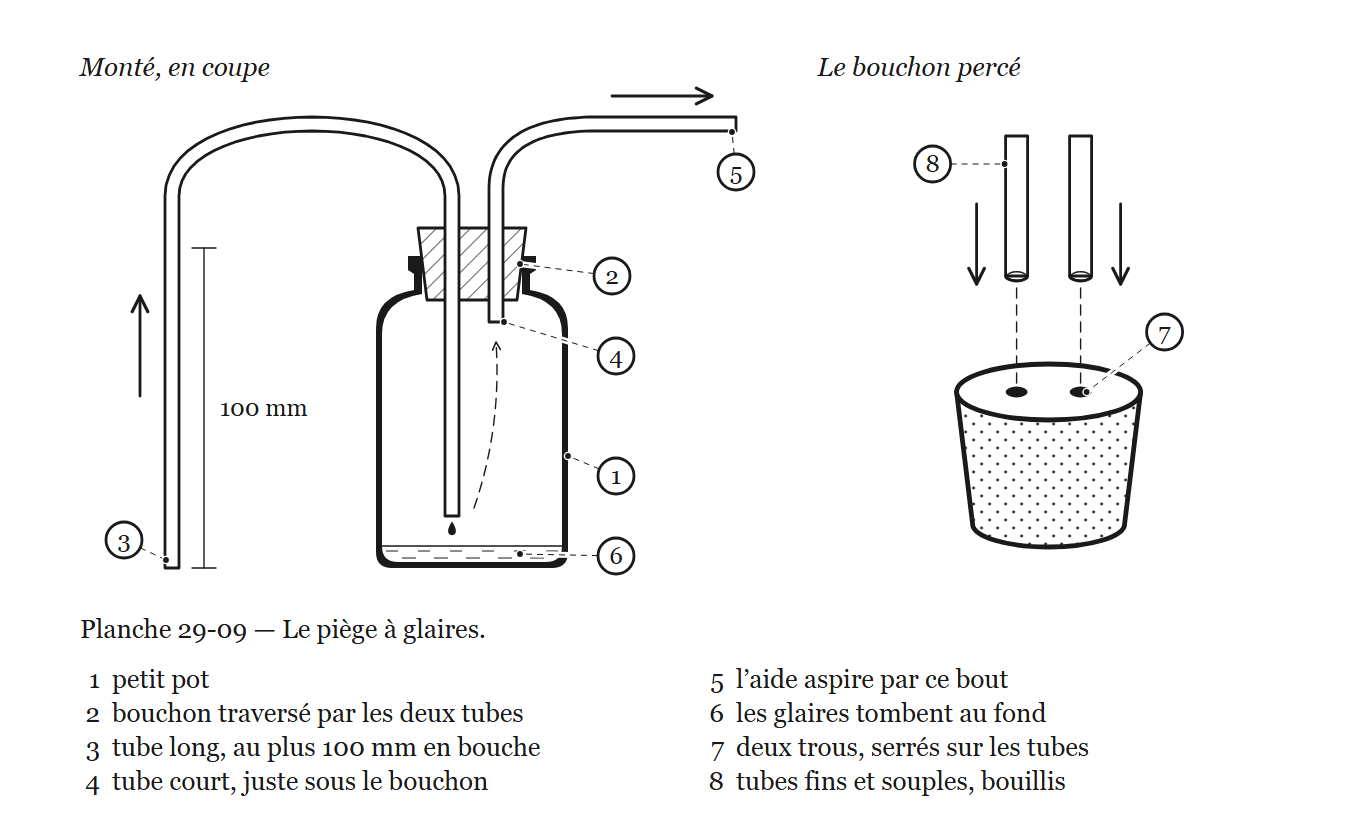 Monté, en coupe
Le bouchon percé
5
8
2
7
4
100 mm
1
3
6
Planche 29-09 — Le piège à glaires.
1 petit pot
2 bouchon traversé par les deux tubes
3 tube long, au plus 100 mm en bouche
4 tube court, juste sous le bouchon
5 l’aide aspire par ce bout
6 les glaires tombent au fond
7 deux trous, serrés sur les tubes
8 tubes fins et souples, bouillis